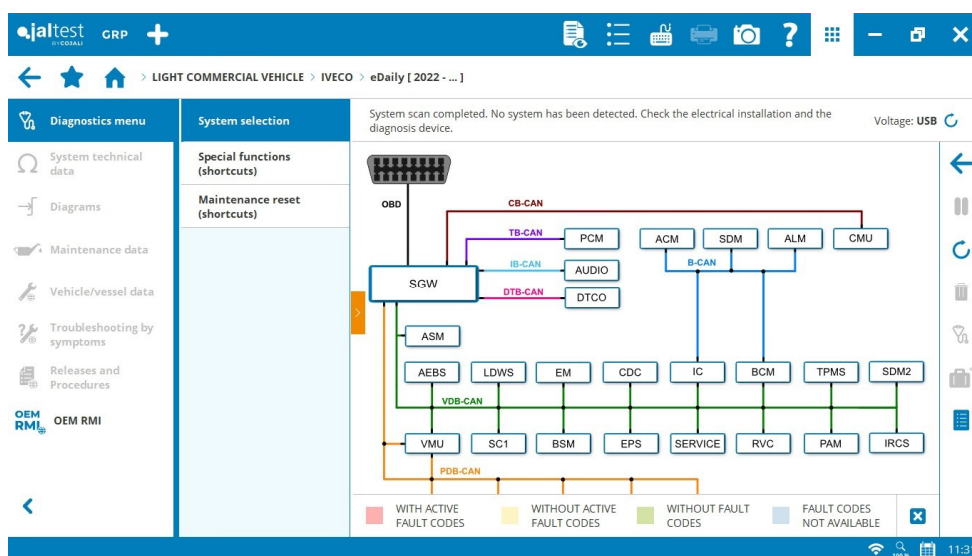 jaltest GRP
BY COJALI
> LIGHT COMMERCIAL VEHICLE > IVECO > eDaily [ 2022 - ... ]
Diagnostics menu
System technical
data
Diagrams
Maintenance data
Vehicle/vessel data
Troubleshooting by
symptoms
Releases and
Procedures
OEM
RMI
OEM RMI
System selection
Special functions
(shortcuts)
Maintenance reset
(shortcuts)
System scan completed. No system has been detected. Check the electrical installation and the
diagnosis device.
Voltage: USB
OBD
CB-CAN
TB-CAN
PCM
ACM
SDM
ALM
CMU
IB-CAN
AUDIO
B-CAN
SGW
DTB-CAN
DTCO
ASM
AEBS
LDWS
EM
CDC
IC
BCM
TPMS
SDM2
VDB-CAN
VMU
SC1
BSM
EPS
SERVICE
RVC
PAM
IRCS
PDB-CAN
WITH ACTIVE
FAULT CODES
WITHOUT ACTIVE
FAULT CODES
WITHOUT FAULT
CODES
FAULT CODES
NOT AVAILABLE
100 %
11:3